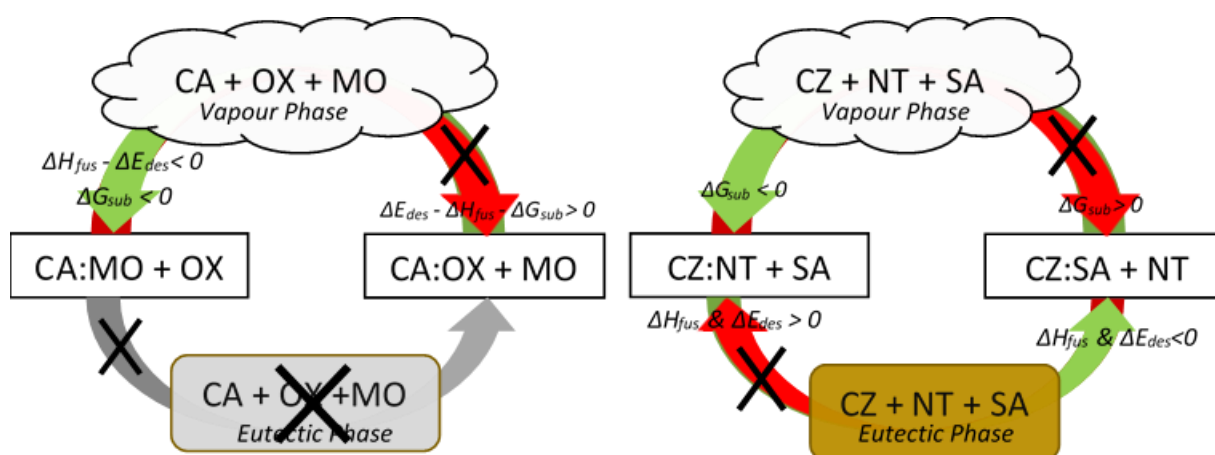 CA + OX + MO
Vapour Phase
ΔHfus - ΔEdes< 0
ΔGsub < 0
ΔEdes - ΔHfus - ΔGsub> 0
CA:MO + OX
CA:OX + MO
CA + OX +MO
Eutectic Phase
CZ + NT + SA
Vapour Phase
ΔGsub < 0
ΔGsub > 0
CZ:NT + SA
CZ:SA + NT
ΔHfus & ΔEdes > 0
ΔHfus & ΔEdes<0
CZ + NT + SA
Eutectic Phase